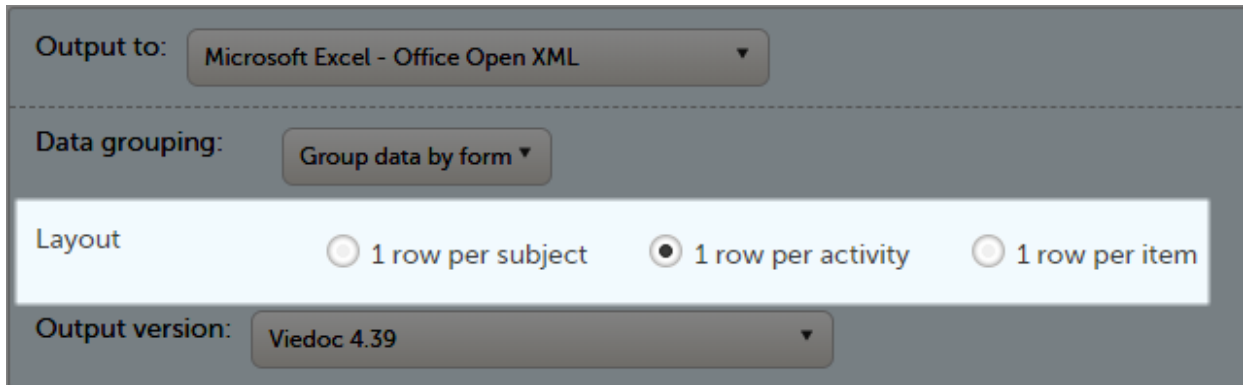 Output to: Microsoft Excel - Office Open XML
Data grouping: Group data by form
Layout 1 row per subject 1 row per activity 1 row per item
Output version: Viedoc 4.39